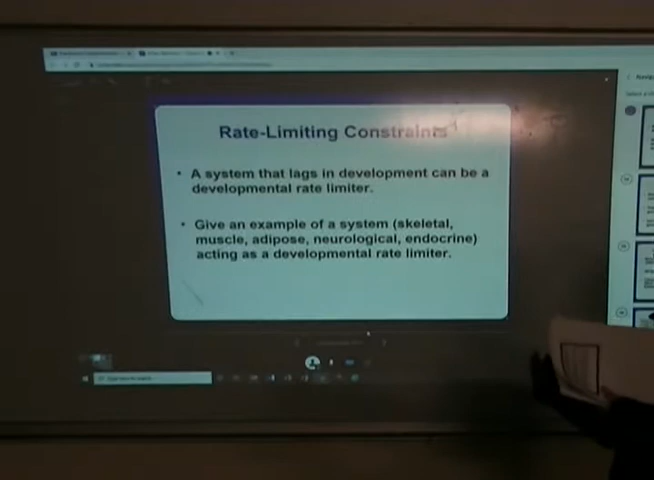 Rate-Limiting Constraints
• A system that lags in development can be a
developmental rate limiter.
• Give an example of a system (skeletal,
muscle, adipose, neurological, endocrine)
acting as a developmental rate limiter.